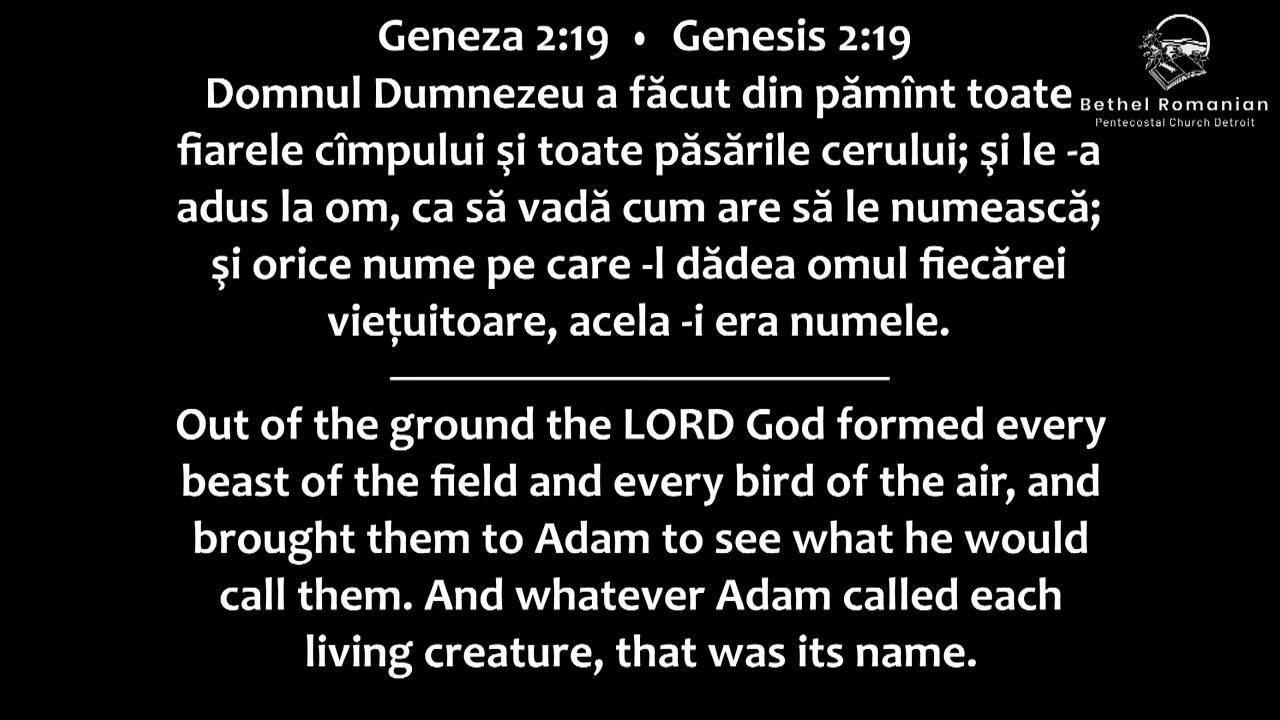 Geneza 2:19 • Genesis 2:19
Domnul Dumnezeu a făcut din pămînt toate
fiarele cîmpului şi toate păsările cerului; şi le -a
adus la om, ca să vadă cum are să le numească;
şi orice nume pe care -l dădea omul fiecărei
viețuitoare, acela -i era numele.
Out of the ground the LORD God formed every
beast of the field and every bird of the air, and
brought them to Adam to see what he would
call them. And whatever Adam called each
living creature, that was its name.
Bethel Romanian
Pentecostal Church Detroit